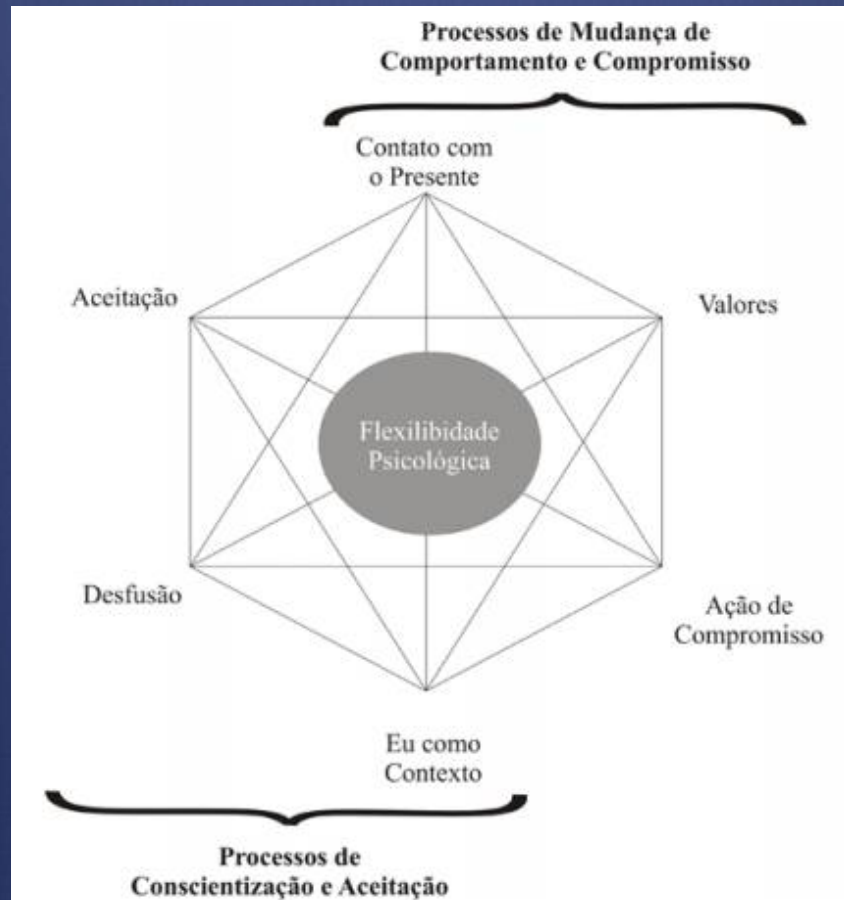 Processos de Mudança de
Comportamento e Compromisso
Contato com
o Presente
Aceitação
Valores
Flexilibidade
Psicológica
Desfusão
Ação de
Compromisso
Eu como
Contexto
Processos de
Conscientização e Aceitação